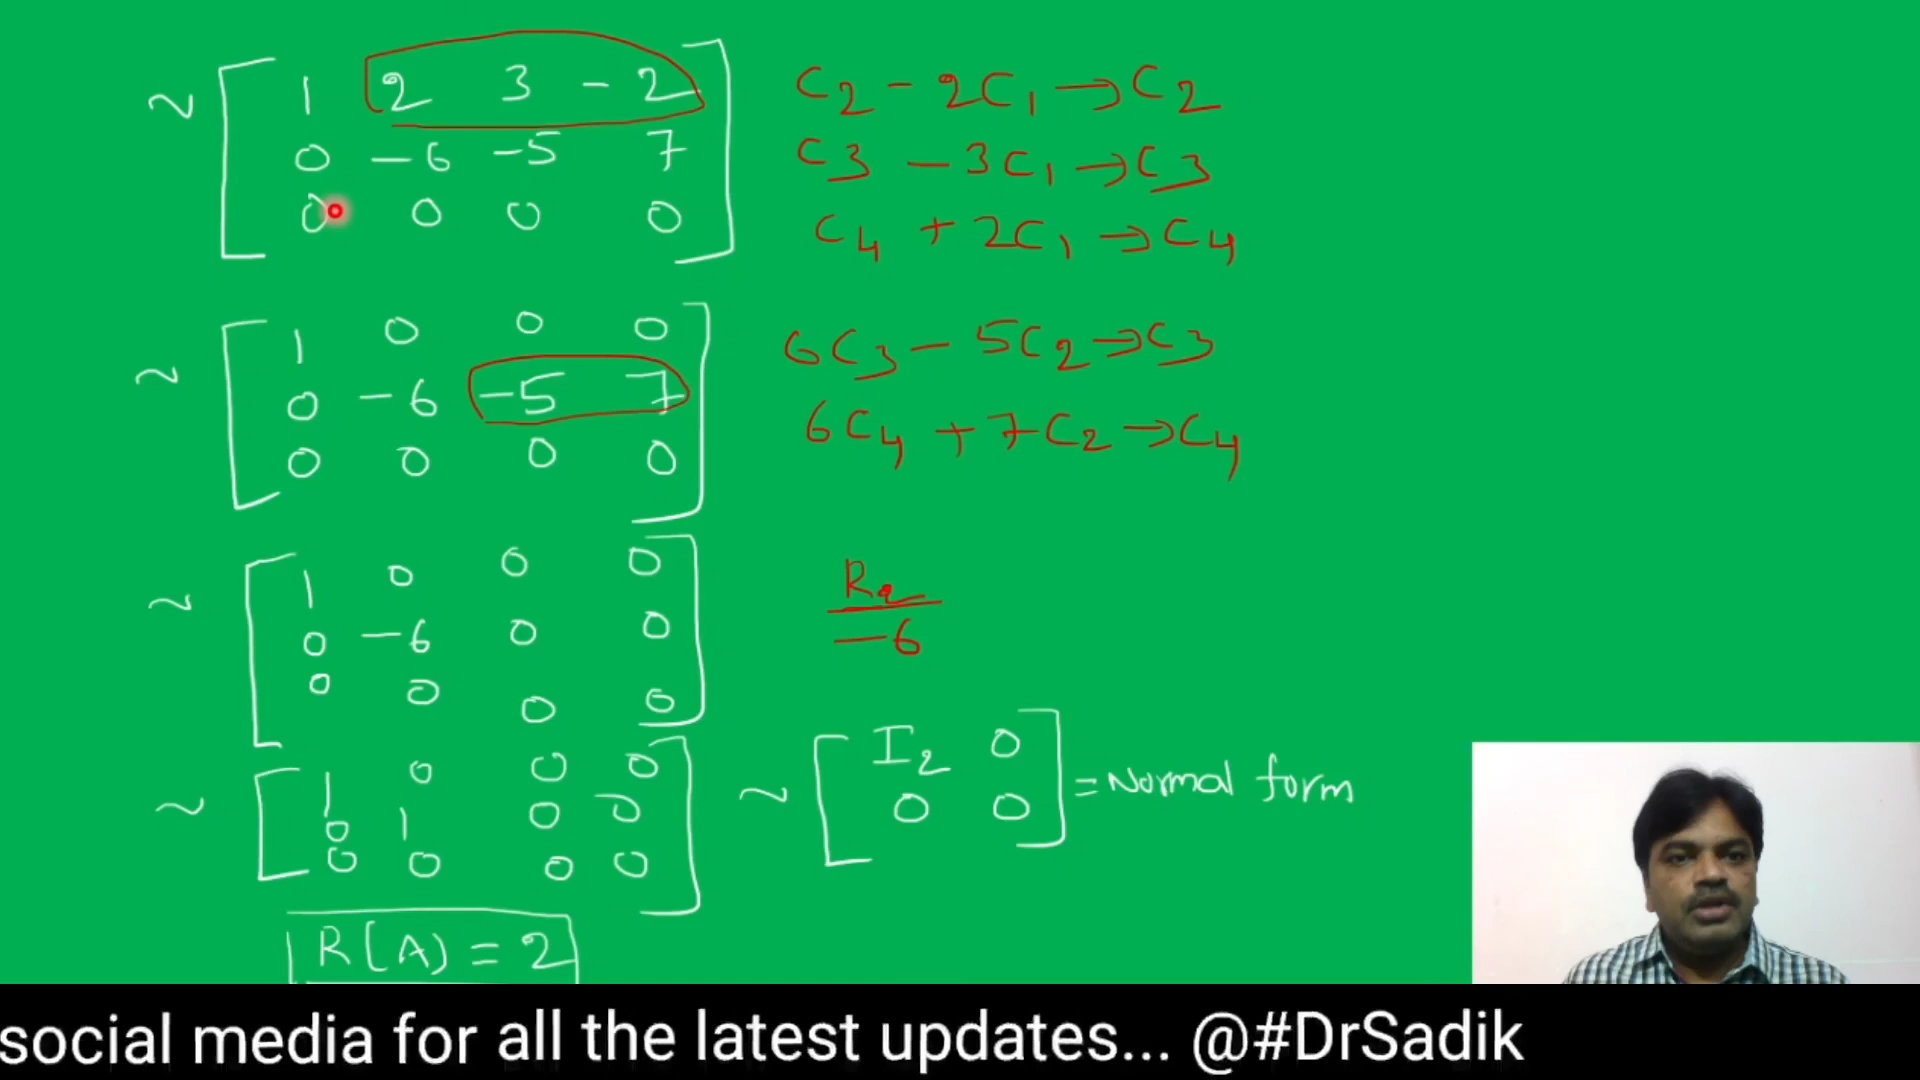 ~ [ 1 2 3 -2 C2 - 2C1 → C2
0 -6 -5 7 C3 - 3C1 → C3
0 0 0 0 ] C4 + 2C1 → C4
~ [ 1 0 0 0 6C3 - 5C2 → C3
0 -6 -5 7 6C4 + 7C2 → C4
0 0 0 0 ]
~ [ 1 0 0 0 R2
0 -6 0 0 -6
0 0 0 0 ]
~ [ 1 0 0 0 ~ [ I2 0
0 1 0 0 0 0 ] = Normal form
0 0 0 0 ]
R(A) = 2
social media for all the latest updates... @#DrSadik